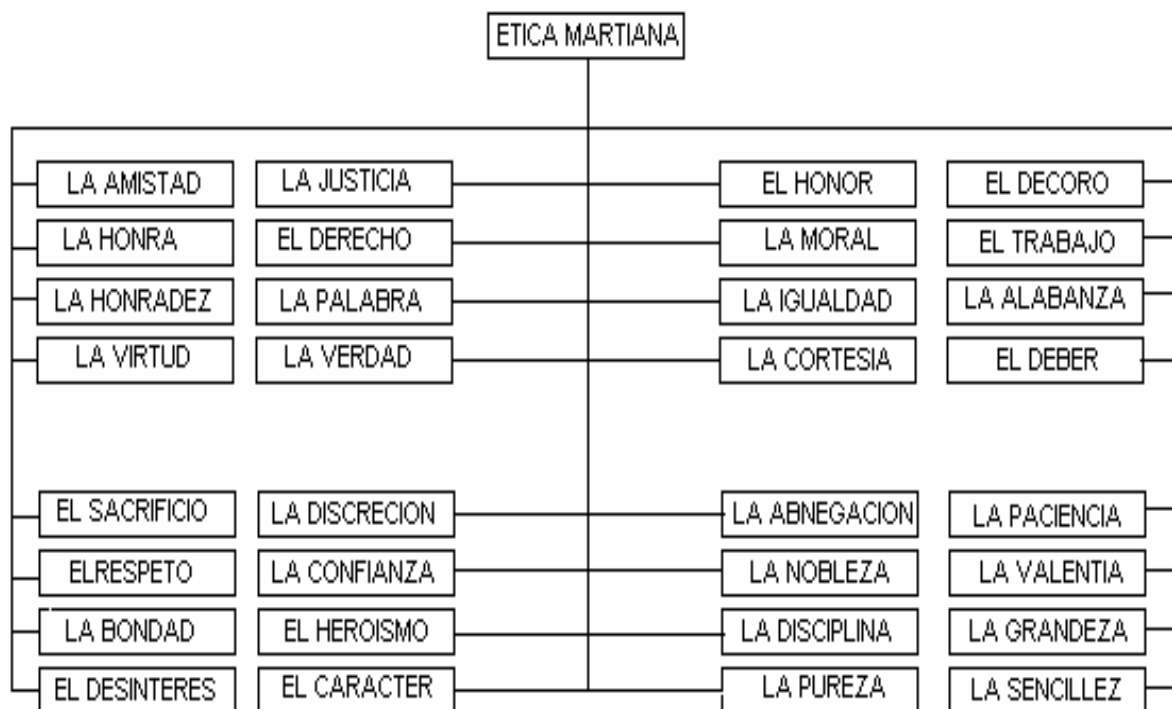 ETICA MARTIANA
LA AMISTAD LA JUSTICIA EL HONOR EL DECORO
LA HONRA EL DERECHO LA MORAL EL TRABAJO
LA HONRADEZ LA PALABRA LA IGUALDAD LA ALABANZA
LA VIRTUD LA VERDAD LA CORTESIA EL DEBER
EL SACRIFICIO LA DISCRECION LA ABNEGACION LA PACIENCIA
ELRESPETO LA CONFIANZA LA NOBLEZA LA VALENTIA
LA BONDAD EL HEROISMO LA DISCIPLINA LA GRANDEZA
EL DESINTERES EL CARACTER LA PUREZA LA SENCILLEZ